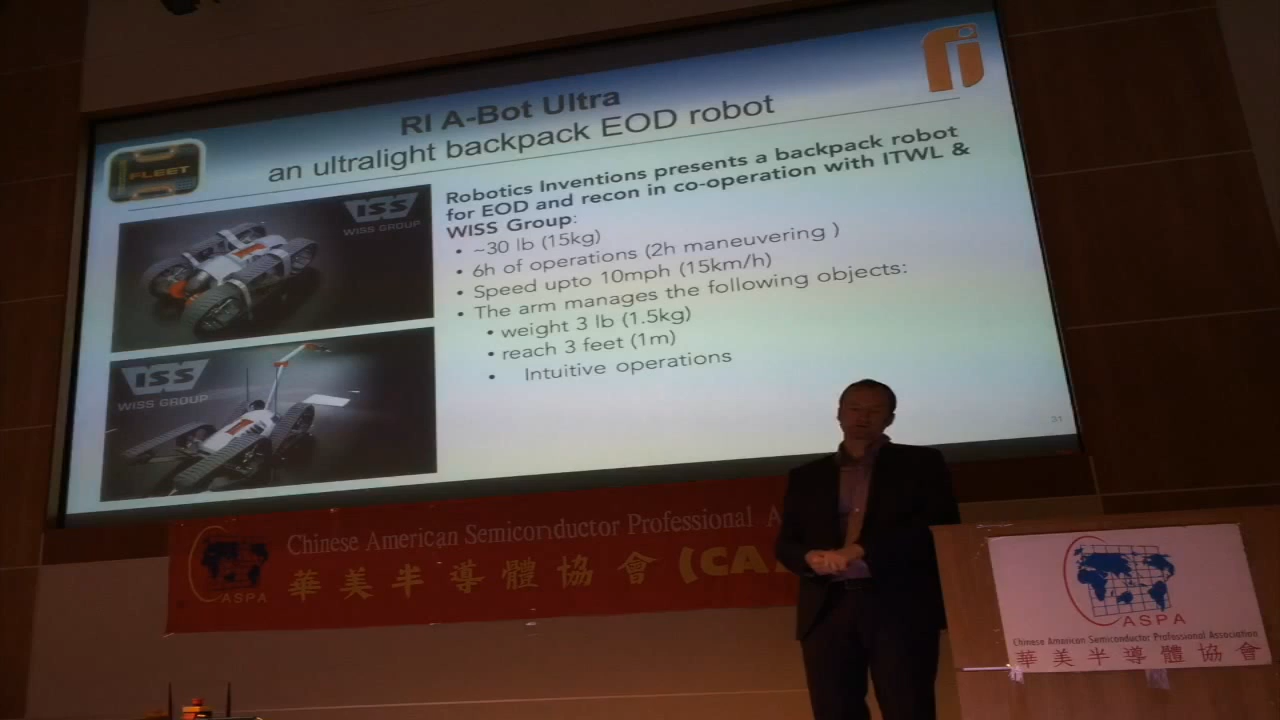 RI A-Bot Ultra
an ultralight backpack EOD robot
FLEET
ri
Robotics Inventions presents a backpack robot
for EOD and recon in co-operation with ITWL &
WISS Group:
• ~30 lb (15kg)
• 6h of operations (2h maneuvering )
• Speed upto 10mph (15km/h)
• The arm manages the following objects:
• weight 3 lb (1.5kg)
• reach 3 feet (1m)
• Intuitive operations
ISS
WISS GROUP
ISS
WISS GROUP
31
Chinese American Semiconductor Professional A
華美半導體協會 (CA
ASPA
ASPA
Chinese American Semiconductor Professional Association
華美半導體協會